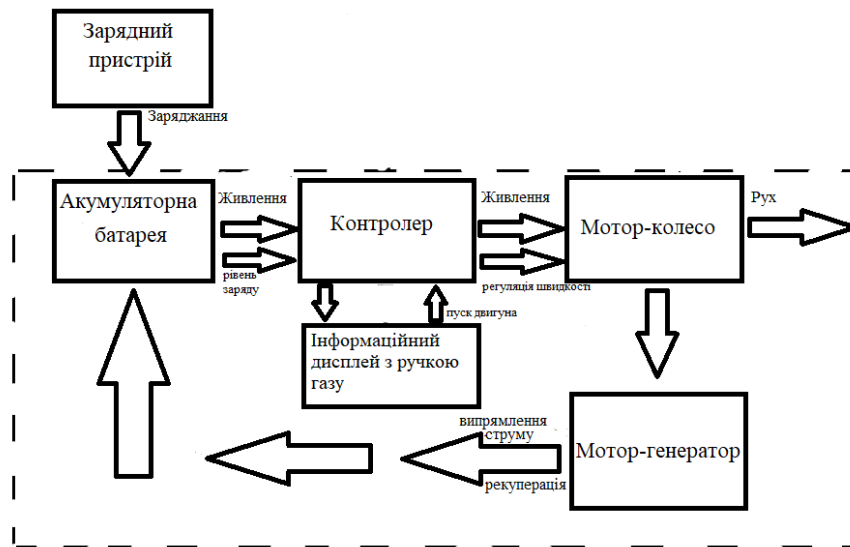 Зарядний
пристрій
Заряджання
Акумуляторна
батарея
Живлення
рівень
заряду
Контролер
Живлення
регуляція швидкості
Мотор-колесо
Рух
пуск двигуна
Інформаційний
дисплей з ручкою
газу
випрямлення
струму
рекуперація
Мотор-генератор